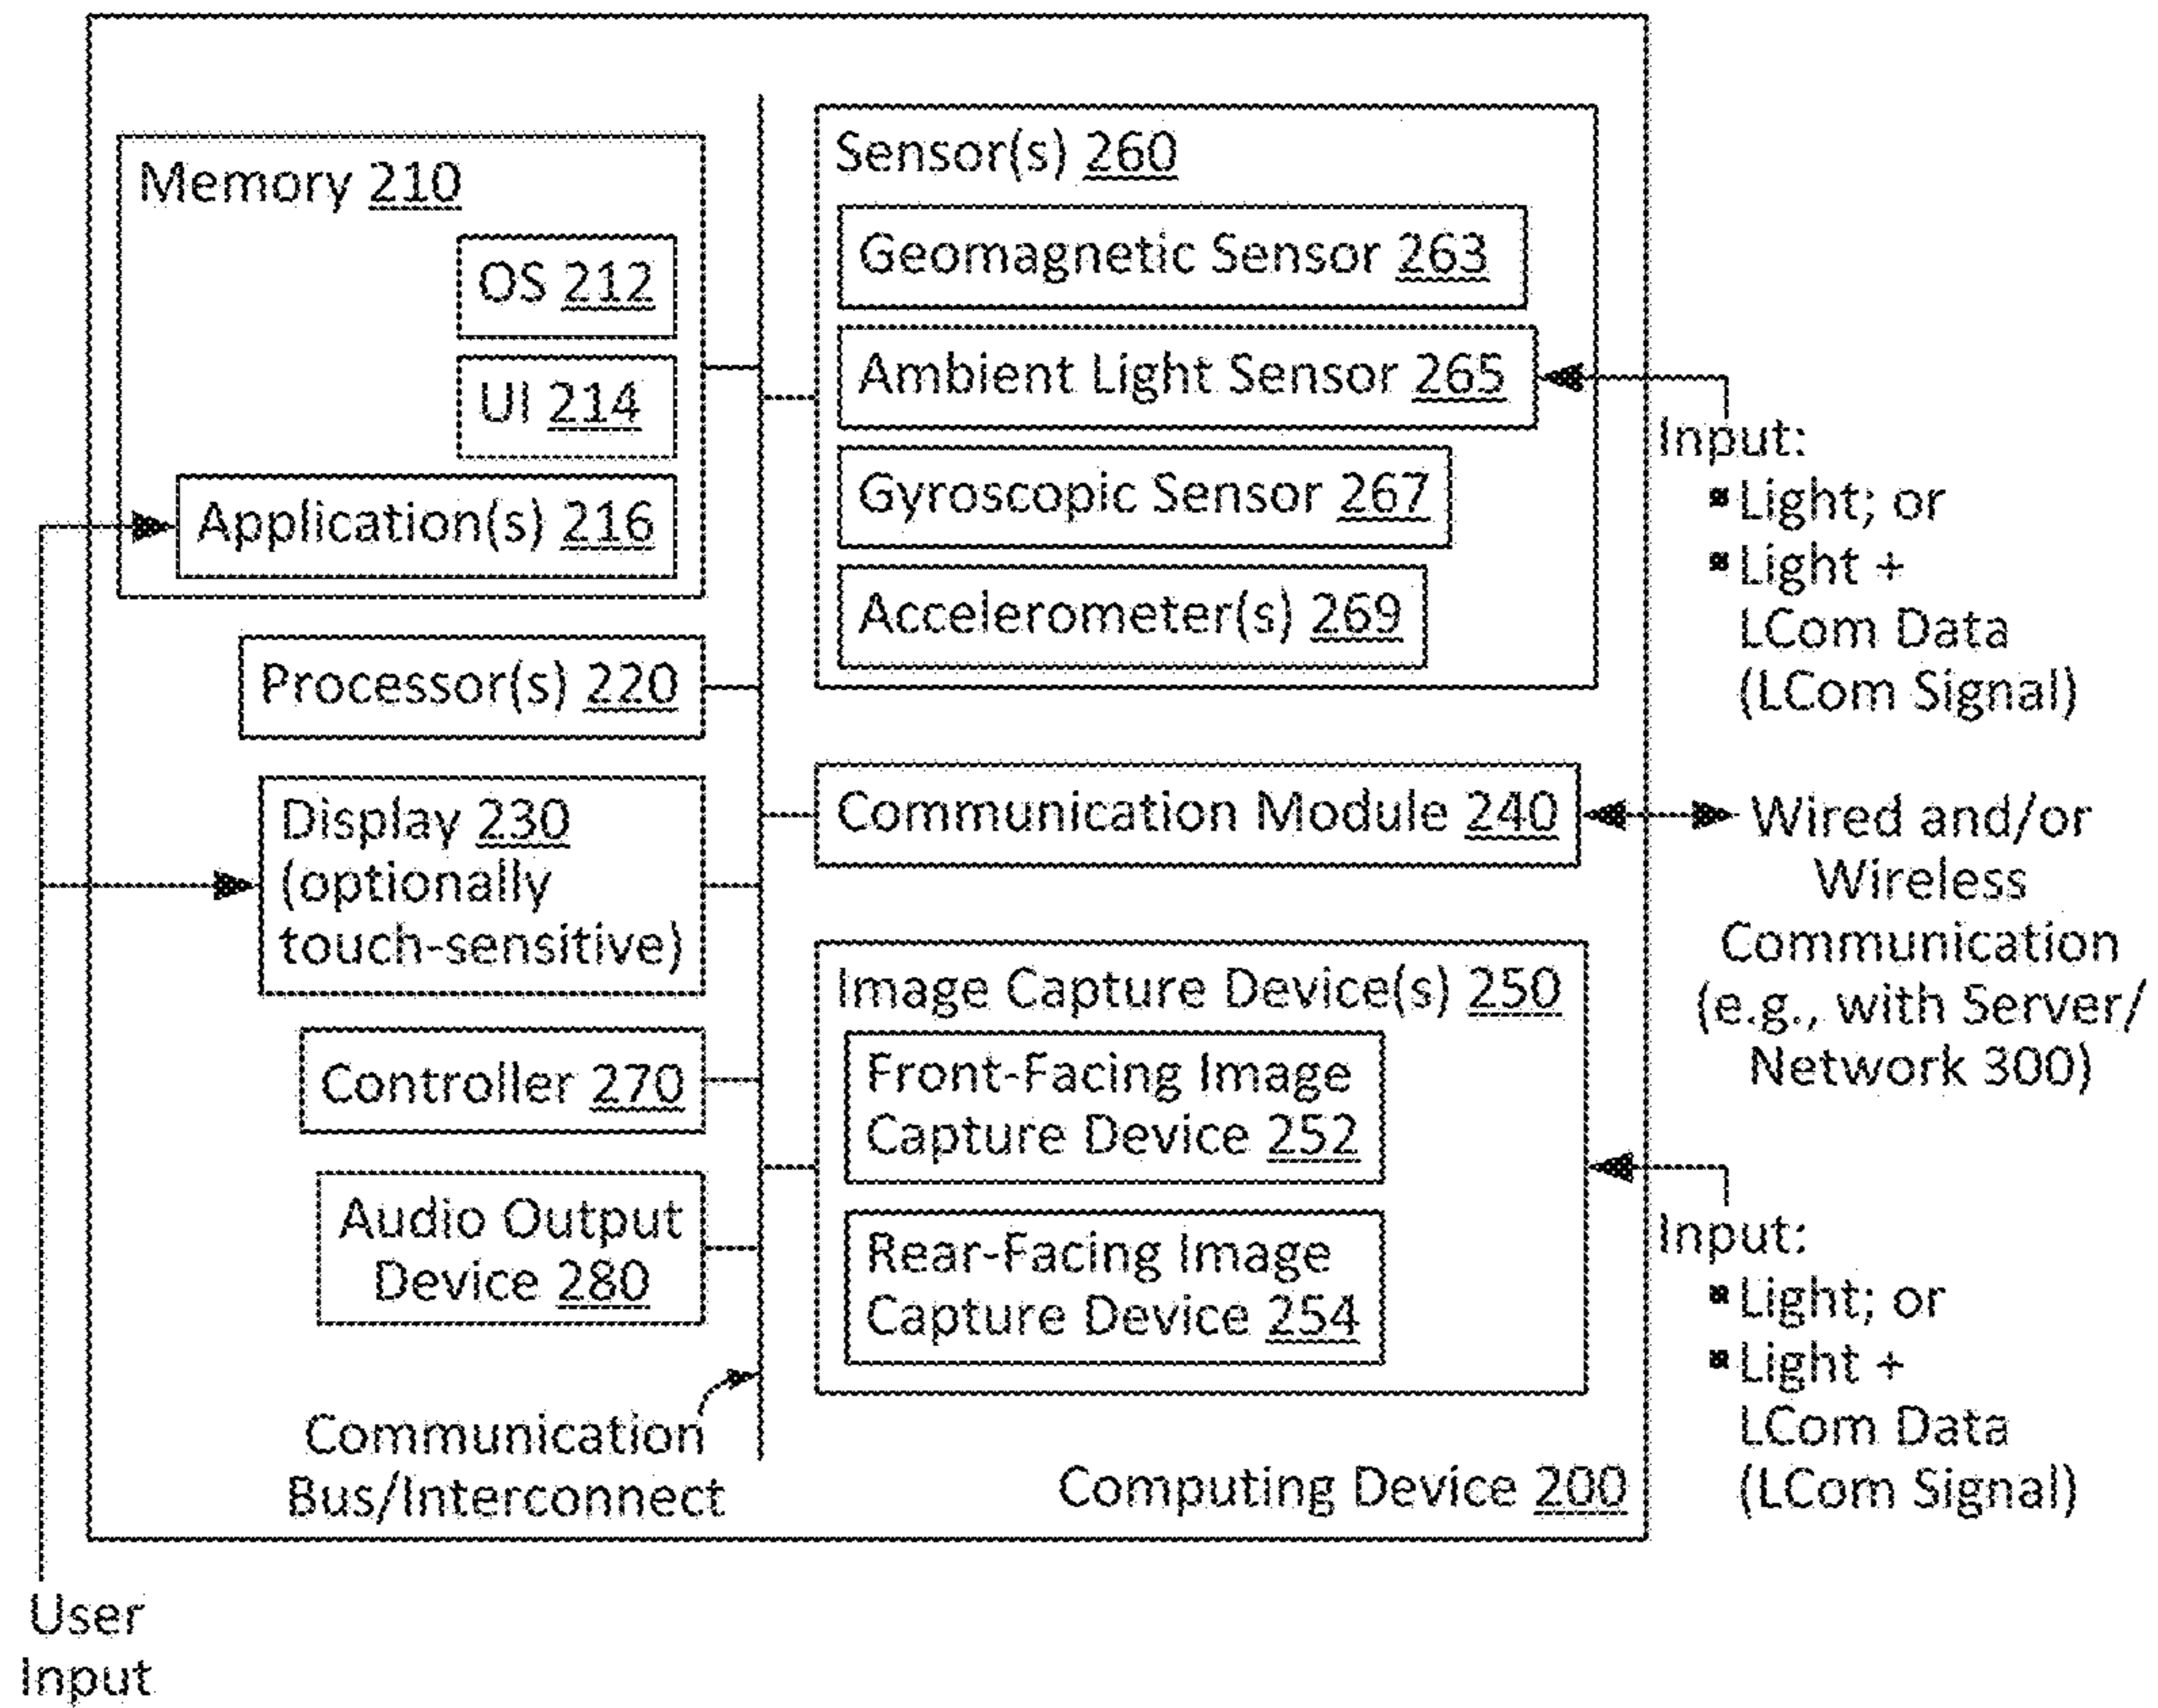 Memory 210
OS 212
UI 214
Application(s) 216
Processor(s) 220
Display 230
(optionally
touch-sensitive)
Controller 270
Audio Output
Device 280
Communication
Bus/Interconnect
Sensor(s) 260
Geomagnetic Sensor 263
Ambient Light Sensor 265
Gyroscopic Sensor 267
Accelerometer(s) 269
Communication Module 240
Image Capture Device(s) 250
Front-Facing Image
Capture Device 252
Rear-Facing Image
Capture Device 254
Computing Device 200
Input:
▪ Light; or
▪ Light +
LCom Data
(LCom Signal)
Wired and/or
Wireless
Communication
(e.g., with Server/
Network 300)
Input:
▪ Light; or
▪ Light +
LCom Data
(LCom Signal)
User
Input